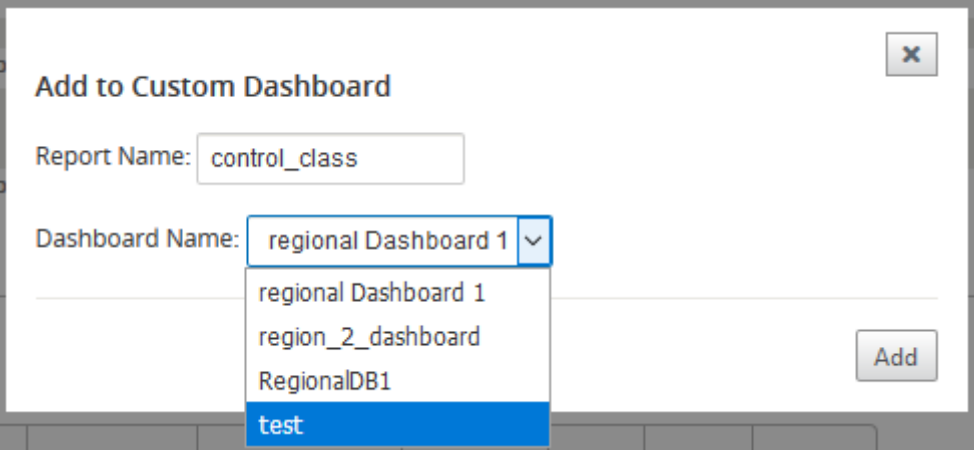 Add to Custom Dashboard
Report Name: control_class
Dashboard Name: regional Dashboard 1
regional Dashboard 1
region_2_dashboard
RegionalDB1
test
Add